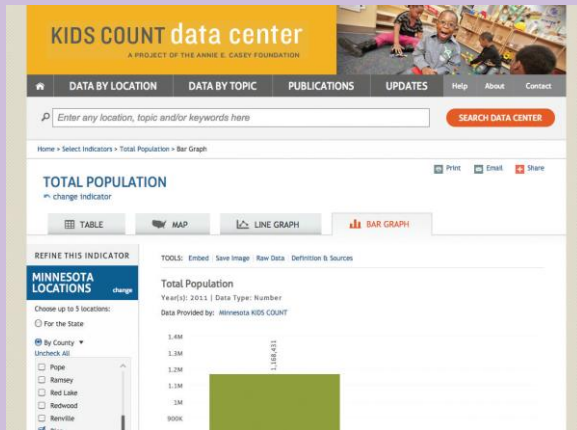 KIDS COUNT data center
A PROJECT OF THE ANNIE E. CASEY FOUNDATION
DATA BY LOCATION DATA BY TOPIC PUBLICATIONS UPDATES Help About Contact
Enter any location, topic and/or keywords here SEARCH DATA CENTER
Home > Select Indicators > Total Population > Bar Graph
Print Email Share
TOTAL POPULATION
change indicator
TABLE MAP LINE GRAPH BAR GRAPH
REFINE THIS INDICATOR
MINNESOTA
LOCATIONS change
Choose up to 5 locations:
For the State
By County
Uncheck All
Pope
Ramsey
Red Lake
Redwood
Renville
TOOLS: Embed Save Image Raw Data Definition & Sources
Total Population
Year(s): 2011 | Data Type: Number
Data Provided by: Minnesota KIDS COUNT
1.4M
1.3M
1.2M
1.1M
1M
900K
1,168,431